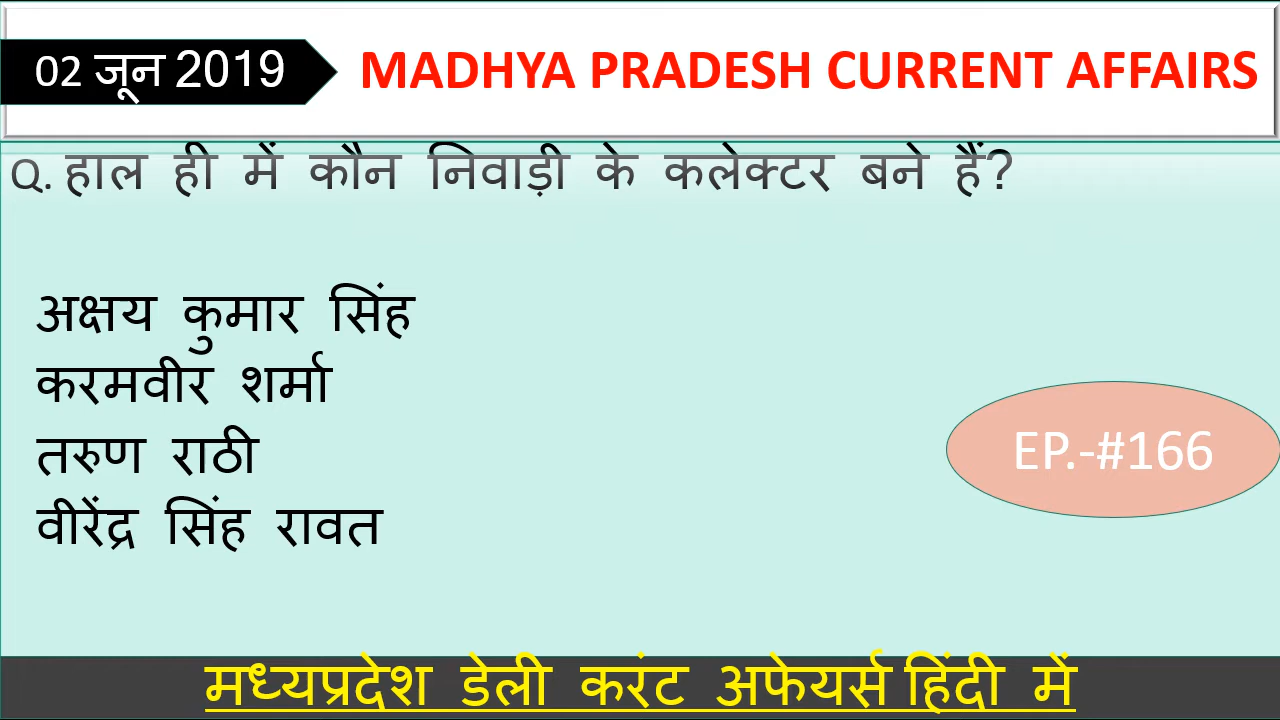 02 जून 2019
MADHYA PRADESH CURRENT AFFAIRS
Q. हाल ही में कौन निवाड़ी के कलेक्टर बने हैं?
अक्षय कुमार सिंह
करमवीर शर्मा
तरुण राठी
वीरेंद्र सिंह रावत
EP.-#166
मध्यप्रदेश डेली करंट अफेयर्स हिंदी में